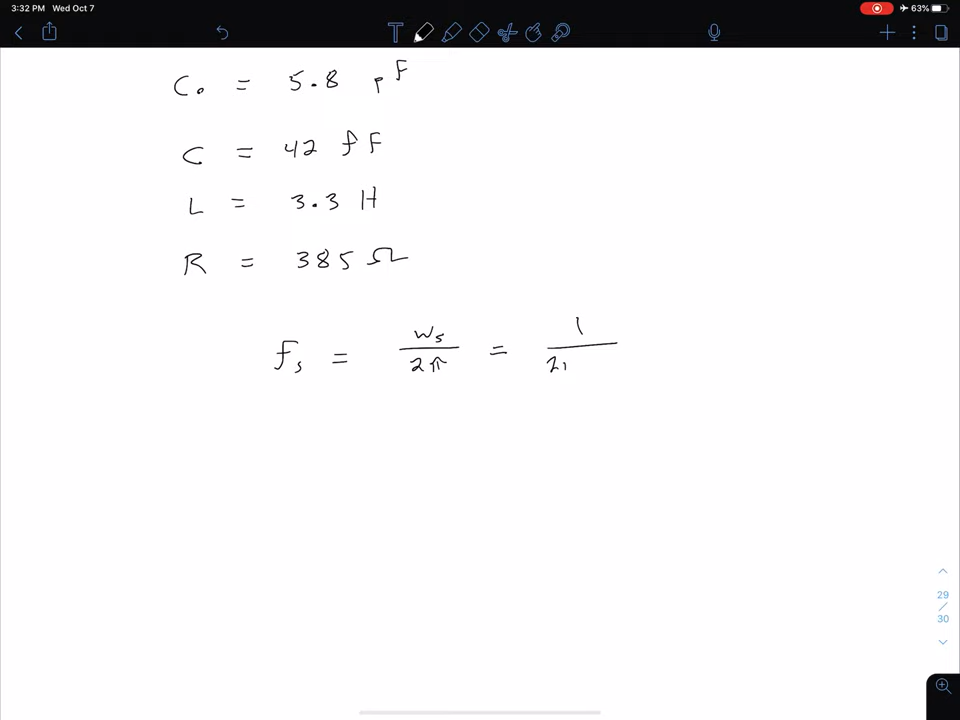 3:32 PM Wed Oct 7
63%
T
C₀ = 5.8 pF
C = 42 fF
L = 3.3 H
R = 385 Ω
fₛ = wₛ/2π = 1/2
29
/
30